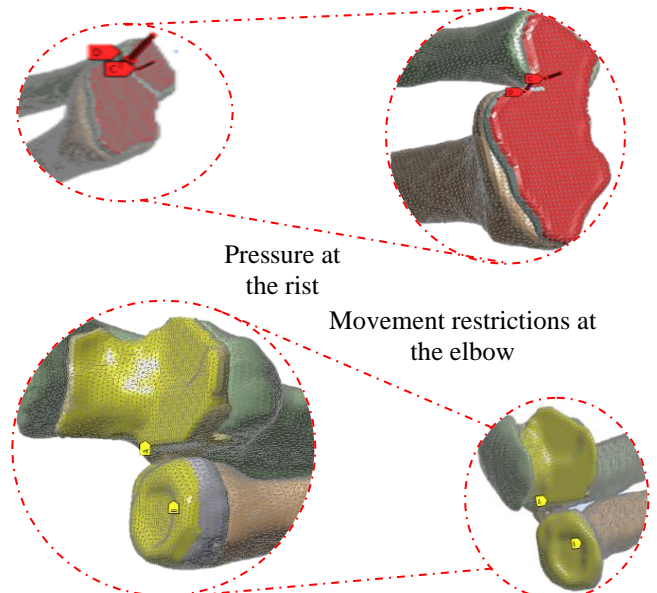 Pressure at
the rist
Movement restrictions at
the elbow
A
B